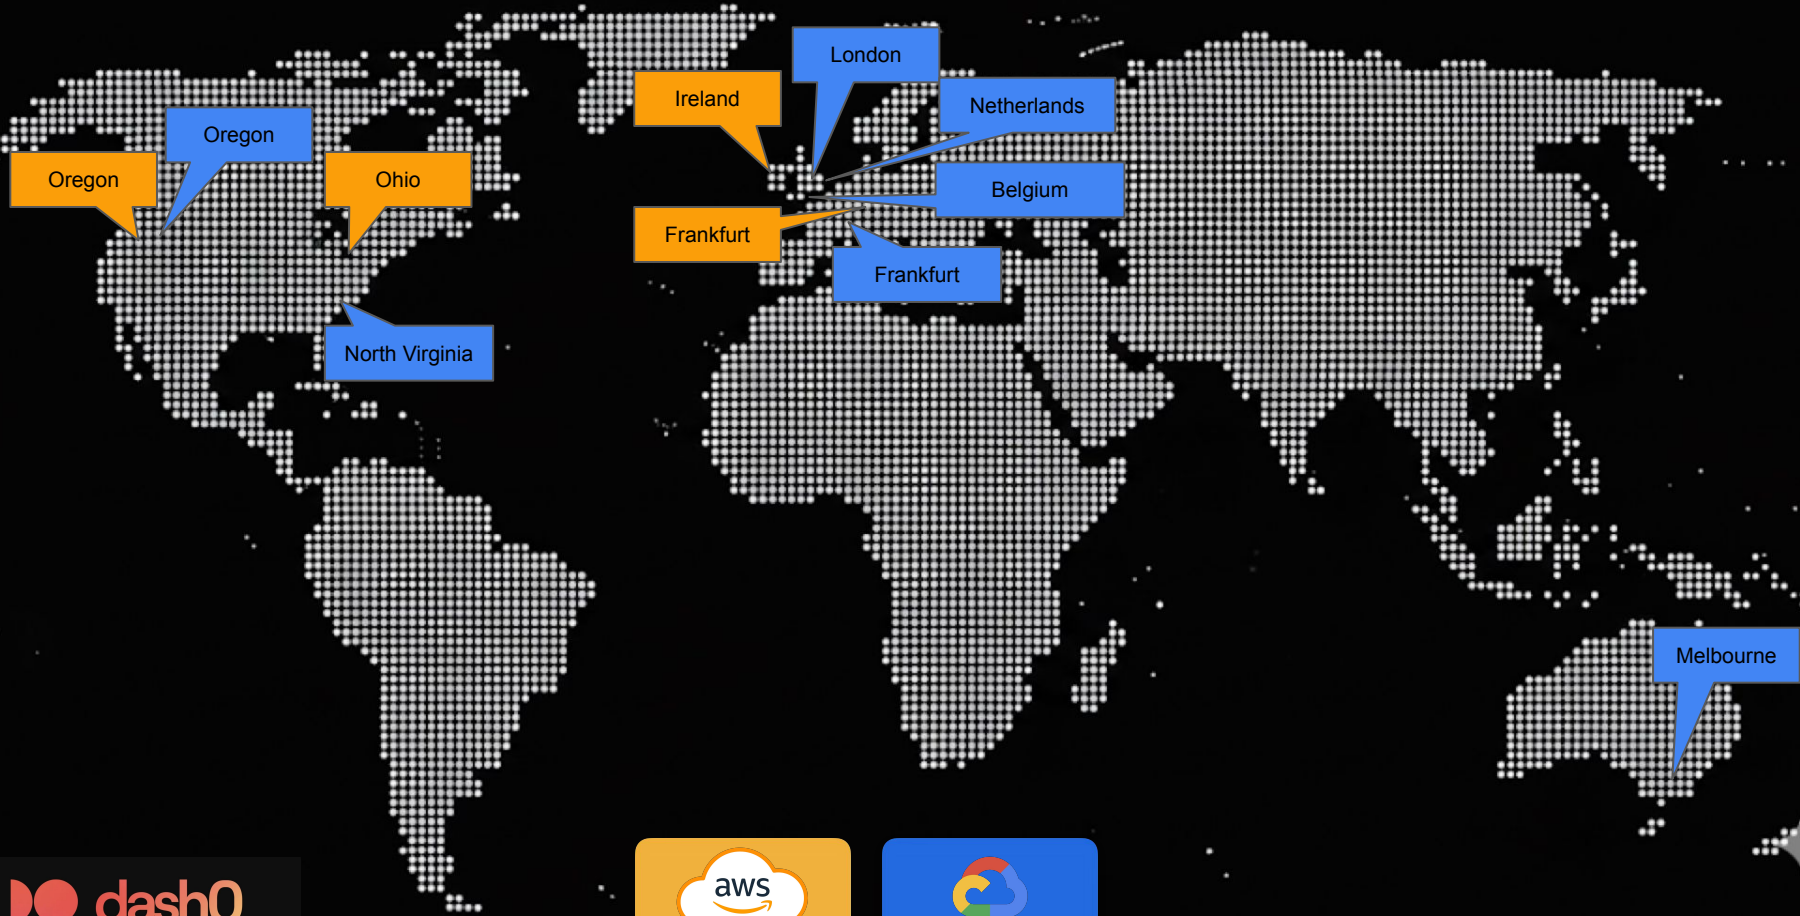 London
Ireland
Netherlands
Oregon
Oregon
Ohio
Belgium
Frankfurt
Frankfurt
North Virginia
Melbourne
dash0
aws